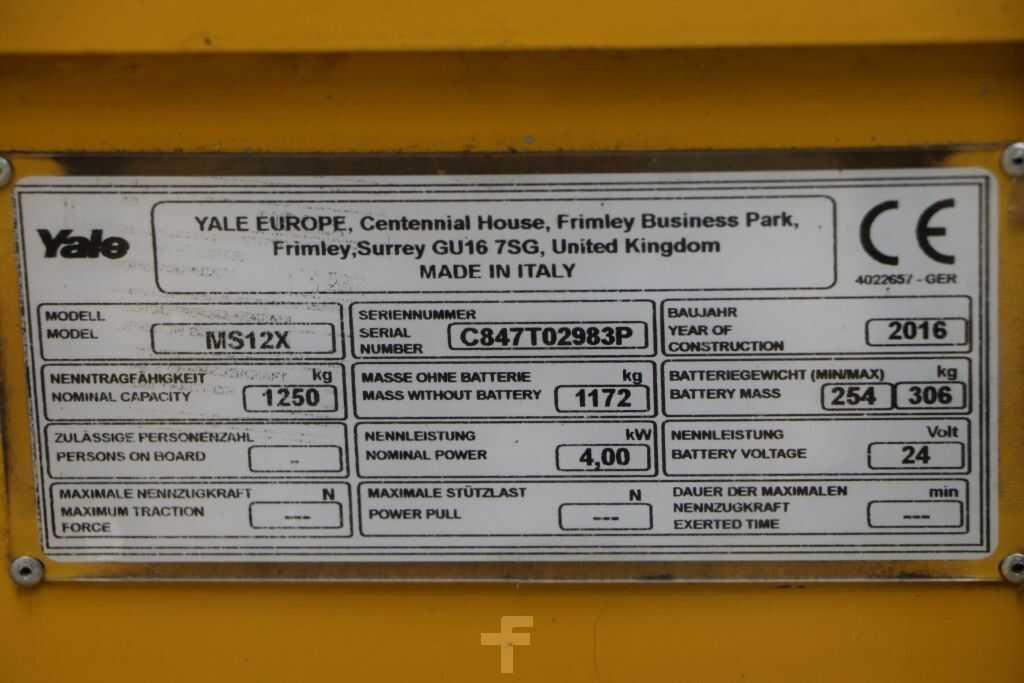 Yale
YALE EUROPE, Centennial House, Frimley Business Park,
Frimley,Surrey GU16 7SG, United Kingdom
MADE IN ITALY
CE
4022657 - GER
MODELL
MODEL MS12X
SERIENNUMMER
SERIAL
NUMBER C847T02983P
BAUJAHR
YEAR OF
CONSTRUCTION 2016
NENNTRAGFÄHIGKEIT kg
NOMINAL CAPACITY 1250
MASSE OHNE BATTERIE kg
MASS WITHOUT BATTERY 1172
BATTERIEGEWICHT (MIN/MAX) kg
BATTERY MASS 254 306
ZULÄSSIGE PERSONENZAHL
PERSONS ON BOARD -
NENNLEISTUNG kW
NOMINAL POWER 4,00
NENNLEISTUNG Volt
BATTERY VOLTAGE 24
MAXIMALE NENNZUGKRAFT N
MAXIMUM TRACTION
FORCE ---
MAXIMALE STÜTZLAST N
POWER PULL ---
DAUER DER MAXIMALEN min
NENNZUGKRAFT
EXERTED TIME ---